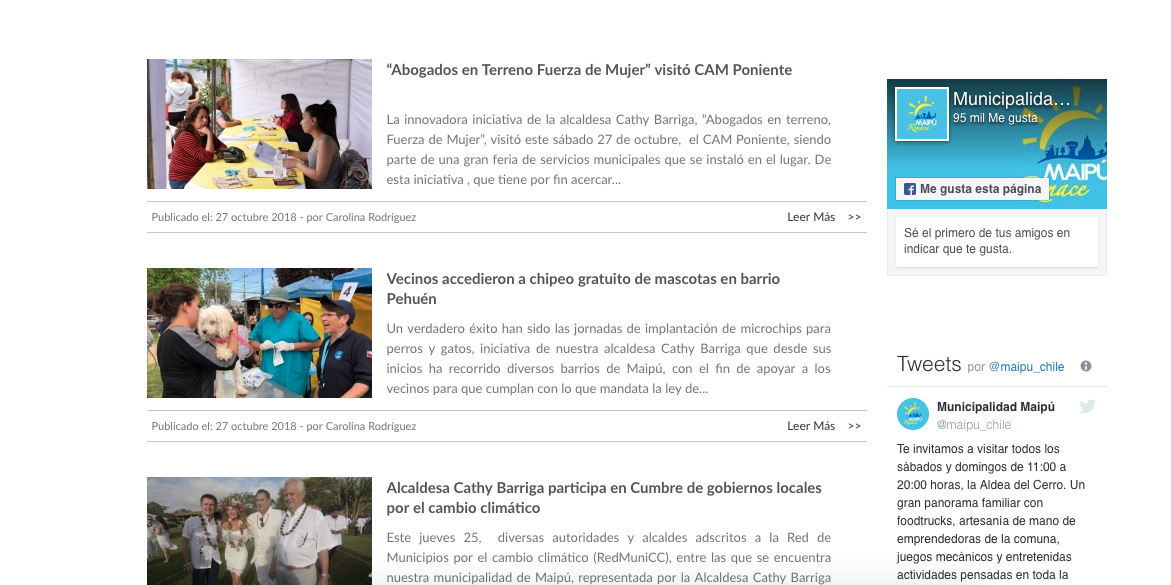 “Abogados en Terreno Fuerza de Mujer” visitó CAM Poniente
La innovadora iniciativa de la alcaldesa Cathy Barriga, “Abogados en terreno,
Fuerza de Mujer”, visitó este sábado 27 de octubre, el CAM Poniente, siendo
parte de una gran feria de servicios municipales que se instaló en el lugar. De
esta iniciativa , que tiene por fin acercar...
Publicado el: 27 octubre 2018 - por Carolina Rodríguez
Leer Más >>
4
Vecinos accedieron a chipeo gratuito de mascotas en barrio
Pehuén
Un verdadero éxito han sido las jornadas de implantación de microchips para
perros y gatos, iniciativa de nuestra alcaldesa Cathy Barriga que desde sus
inicios ha recorrido diversos barrios de Maipú, con el fin de apoyar a los
vecinos para que cumplan con lo que mandata la ley de...
Publicado el: 27 octubre 2018 - por Carolina Rodríguez
Leer Más >>
Alcaldesa Cathy Barriga participa en Cumbre de gobiernos locales
por el cambio climático
Este jueves 25, diversas autoridades y alcaldes adscritos a la Red de
Municipios por el cambio climático (RedMuniCC), entre las que se encuentra
nuestra municipalidad de Maipú, representada por la Alcaldesa Cathy Barriga
MAIPÚ
Renace
Municipalida...
95 mil Me gusta
MAIPÚ
Me gusta esta página
Sé el primero de tus amigos en
indicar que te gusta.
Tweets por @maipu_chile
Municipalidad Maipú
@maipu_chile
Te invitamos a visitar todos los
sábados y domingos de 11:00 a
20:00 horas, la Aldea del Cerro. Un
gran panorama familiar con
foodtrucks, artesanía de mano de
emprendedoras de la comuna,
juegos mecánicos y entretenidas
actividades pensadas en toda la